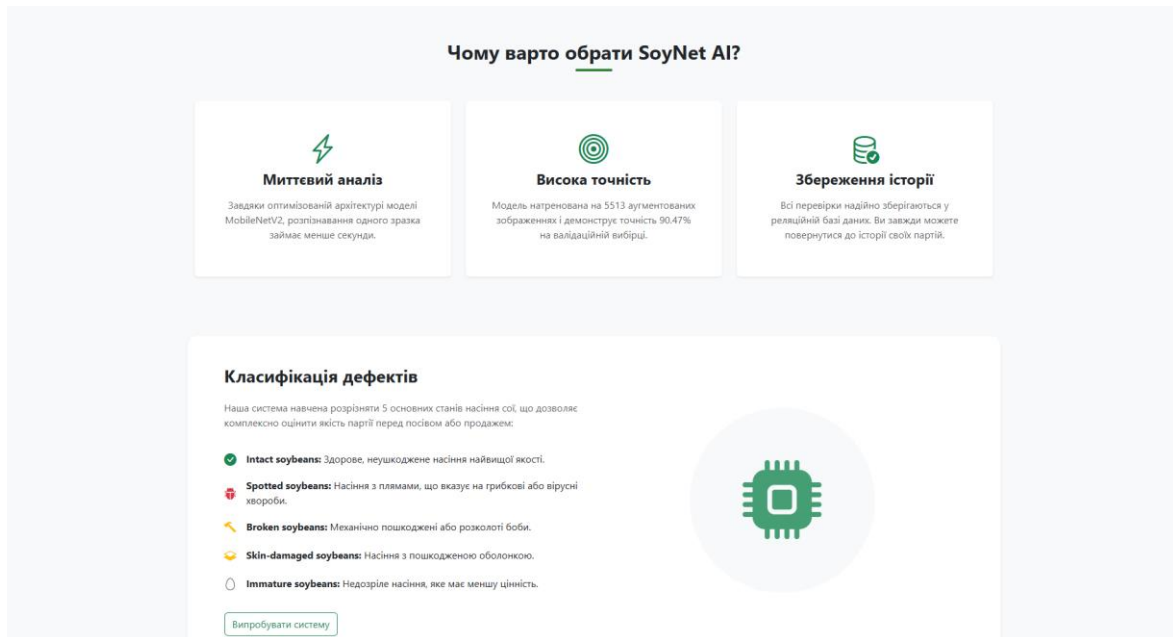 Чому варто обрати SoyNet AI?
Миттєвий аналіз
Завдяки оптимізованій архітектурі моделі
MobileNetV2, розпізнавання одного зразка
займає менше секунди.
Висока точність
Модель натренована на 5513 аугментованих
зображеннях і демонструє точність 90.47%
на валідаційній вибірці.
Збереження історії
Всі перевірки надійно зберігаються у
реляційній базі даних. Ви завжди можете
повернутися до історії своїх партій.
Класифікація дефектів
Наша система навчена розрізняти 5 основних станів насіння сої, що дозволяє
комплексно оцінити якість партії перед посівом або продажем:
Intact soybeans: Здорове, неушкоджене насіння найвищої якості.
Spotted soybeans: Насіння з плямами, що вказує на грибкові або вірусні
хвороби.
Broken soybeans: Механічно пошкоджені або розколоті боби.
Skin-damaged soybeans: Насіння з пошкодженою оболонкою.
Immature soybeans: Недозріле насіння, яке має меншу цінність.
Випробувати систему